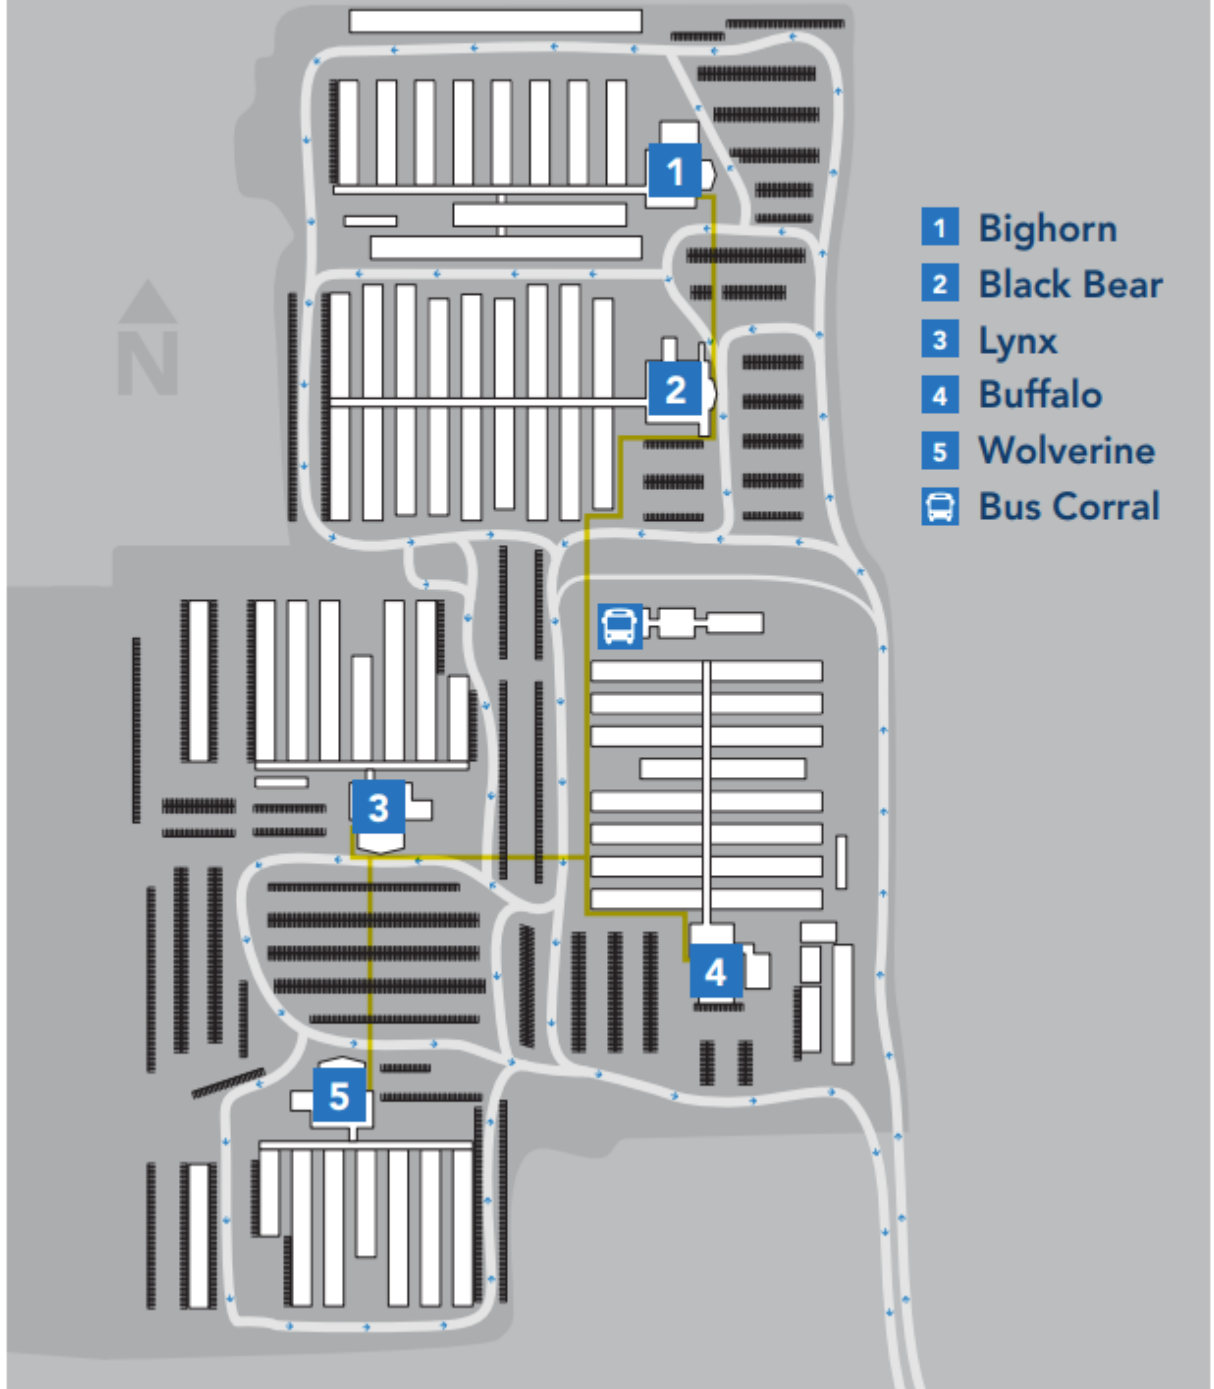 1
1 Bighorn
2 Black Bear
3 Lynx
N
2
4 Buffalo
5 Wolverine
Bus Corral
3
4
5